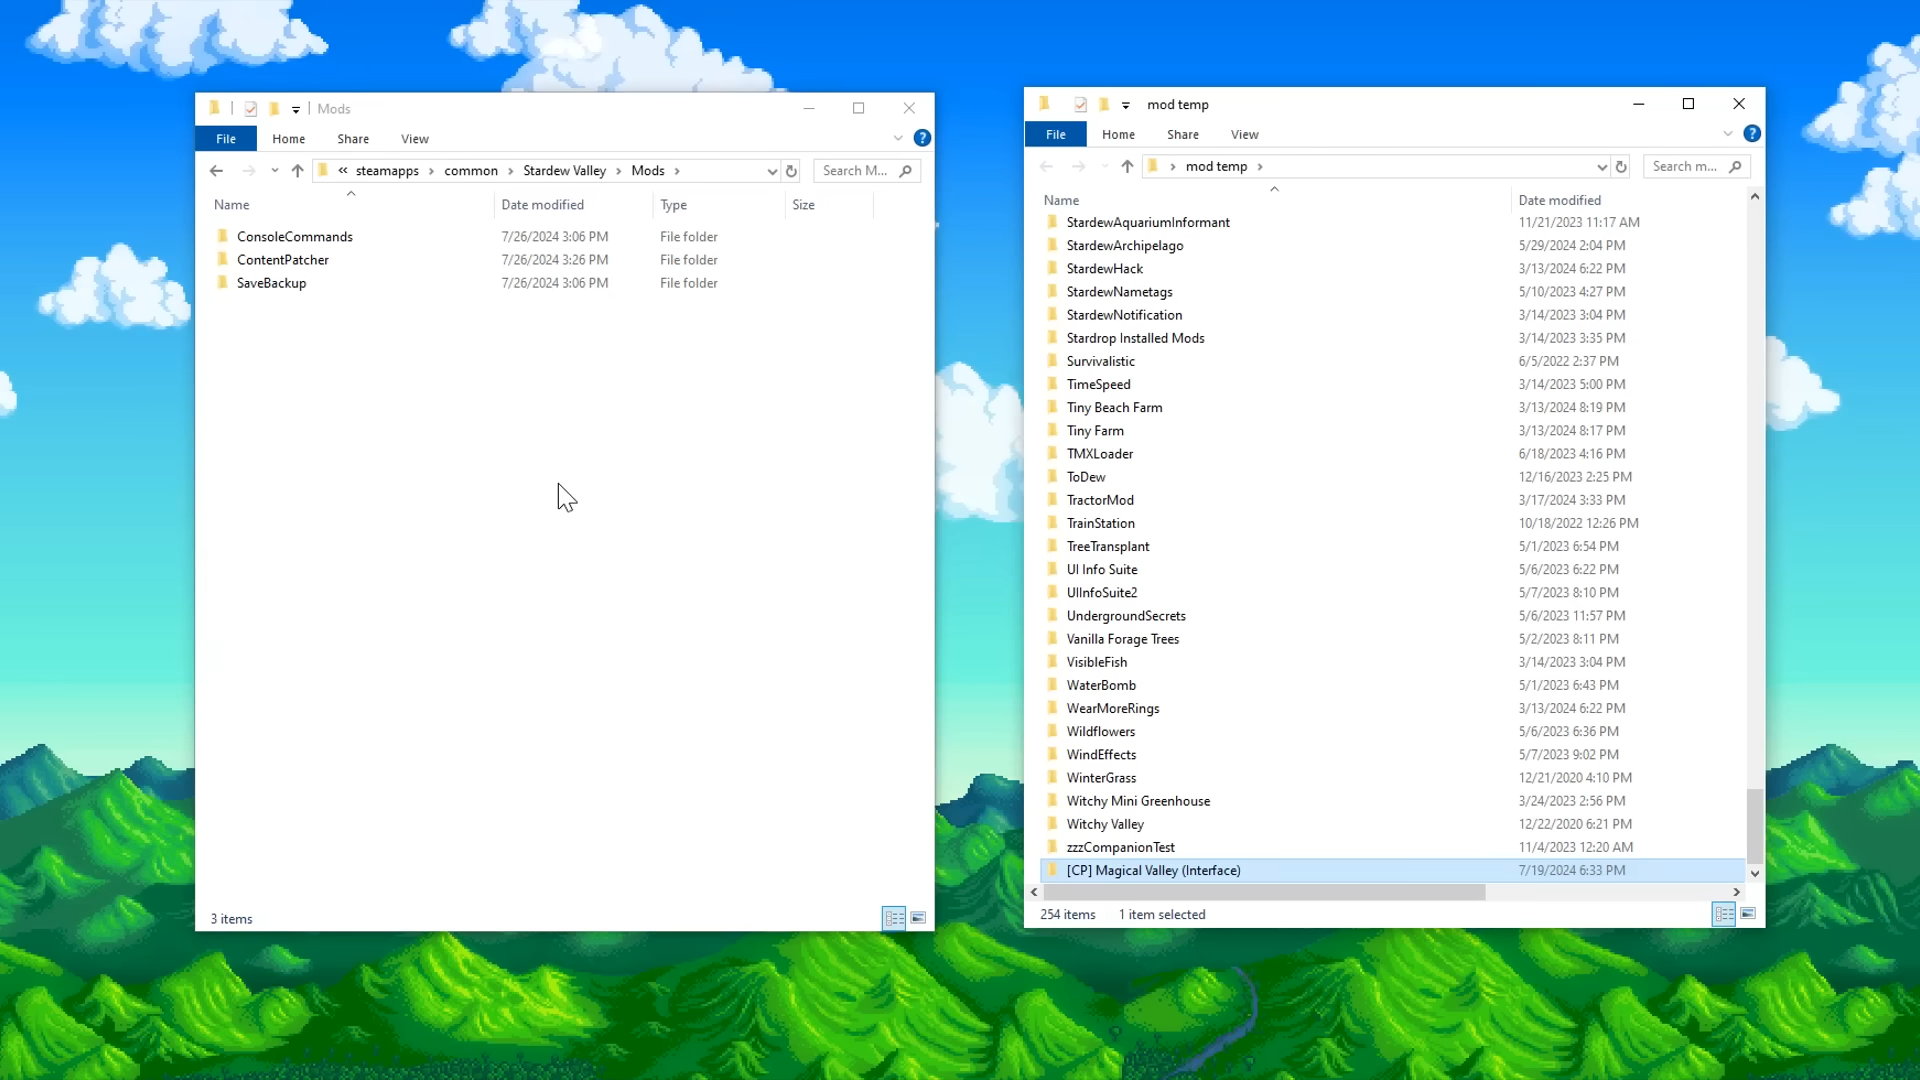 Mods
File Home Share View
« steamapps › common › Stardew Valley › Mods ›
Search M...
Name Date modified Type Size
ConsoleCommands 7/26/2024 3:06 PM File folder
ContentPatcher 7/26/2024 3:26 PM File folder
SaveBackup 7/26/2024 3:06 PM File folder
3 items
mod temp
File Home Share View
› mod temp ›
Search m...
Name Date modified
StardewAquariumInformant 11/21/2023 11:17 AM
StardewArchipelago 5/29/2024 2:04 PM
StardewHack 3/13/2024 6:22 PM
StardewNametags 5/10/2023 4:27 PM
StardewNotification 3/14/2023 3:04 PM
Stardrop Installed Mods 3/14/2023 3:35 PM
Survivalistic 6/5/2022 2:37 PM
TimeSpeed 3/14/2023 5:00 PM
Tiny Beach Farm 3/13/2024 8:19 PM
Tiny Farm 3/13/2024 8:17 PM
TMXLoader 6/18/2023 4:16 PM
ToDew 12/16/2023 2:25 PM
TractorMod 3/17/2024 3:33 PM
TrainStation 10/18/2022 12:26 PM
TreeTransplant 5/1/2023 6:54 PM
UI Info Suite 5/6/2023 6:22 PM
UIInfoSuite2 5/7/2023 8:10 PM
UndergroundSecrets 5/6/2023 11:57 PM
Vanilla Forage Trees 5/2/2023 8:11 PM
VisibleFish 3/14/2023 3:04 PM
WaterBomb 5/1/2023 6:43 PM
WearMoreRings 3/13/2024 6:22 PM
Wildflowers 5/6/2023 6:36 PM
WindEffects 5/7/2023 9:02 PM
WinterGrass 12/21/2020 4:10 PM
Witchy Mini Greenhouse 3/24/2023 2:56 PM
Witchy Valley 12/22/2020 6:21 PM
zzzCompanionTest 11/4/2023 12:20 AM
[CP] Magical Valley (Interface) 7/19/2024 6:33 PM
254 items 1 item selected